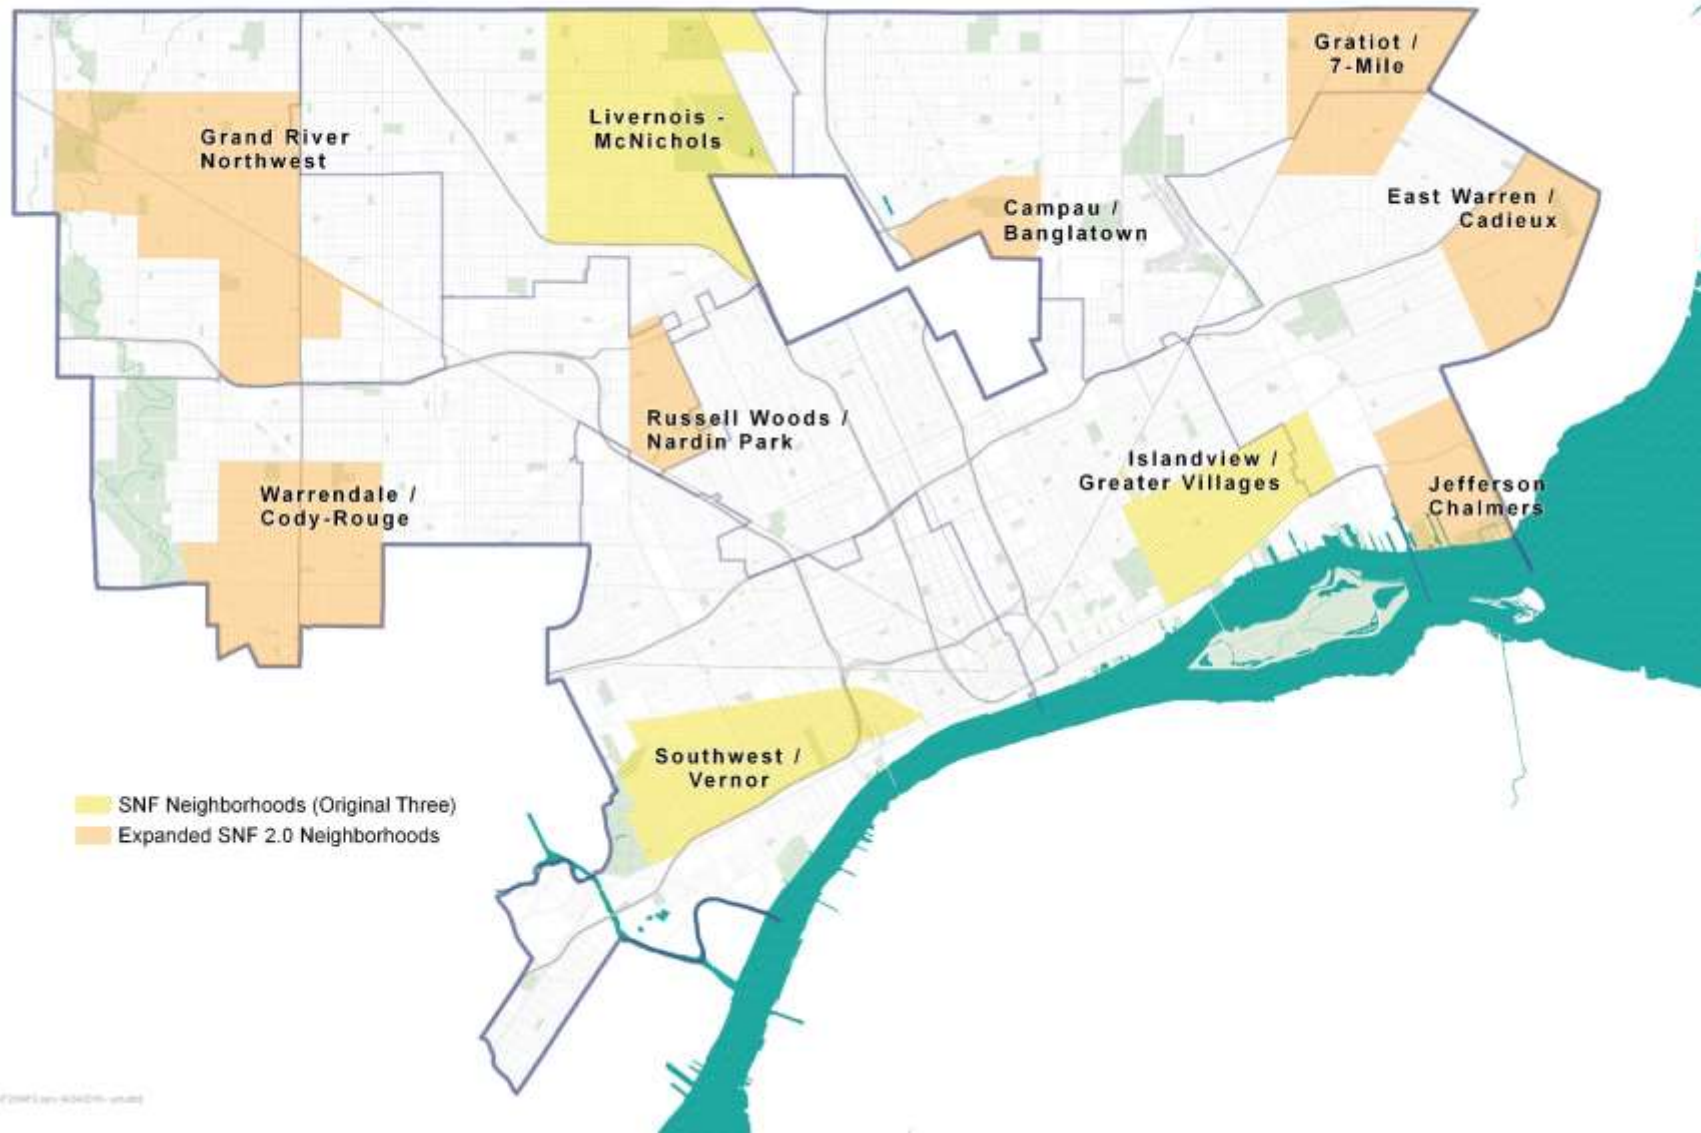 Gratiot /
7-Mile
Livernois -
McNichols
Grand River
Northwest
East Warren /
Cadieux
Campau /
Banglatown
Russell Woods /
Nardin Park
Islandview /
Greater Villages
Jefferson
Chalmers
Warrendale /
Cody-Rouge
Southwest /
Vernor
SNF Neighborhoods (Original Three)
Expanded SNF 2.0 Neighborhoods